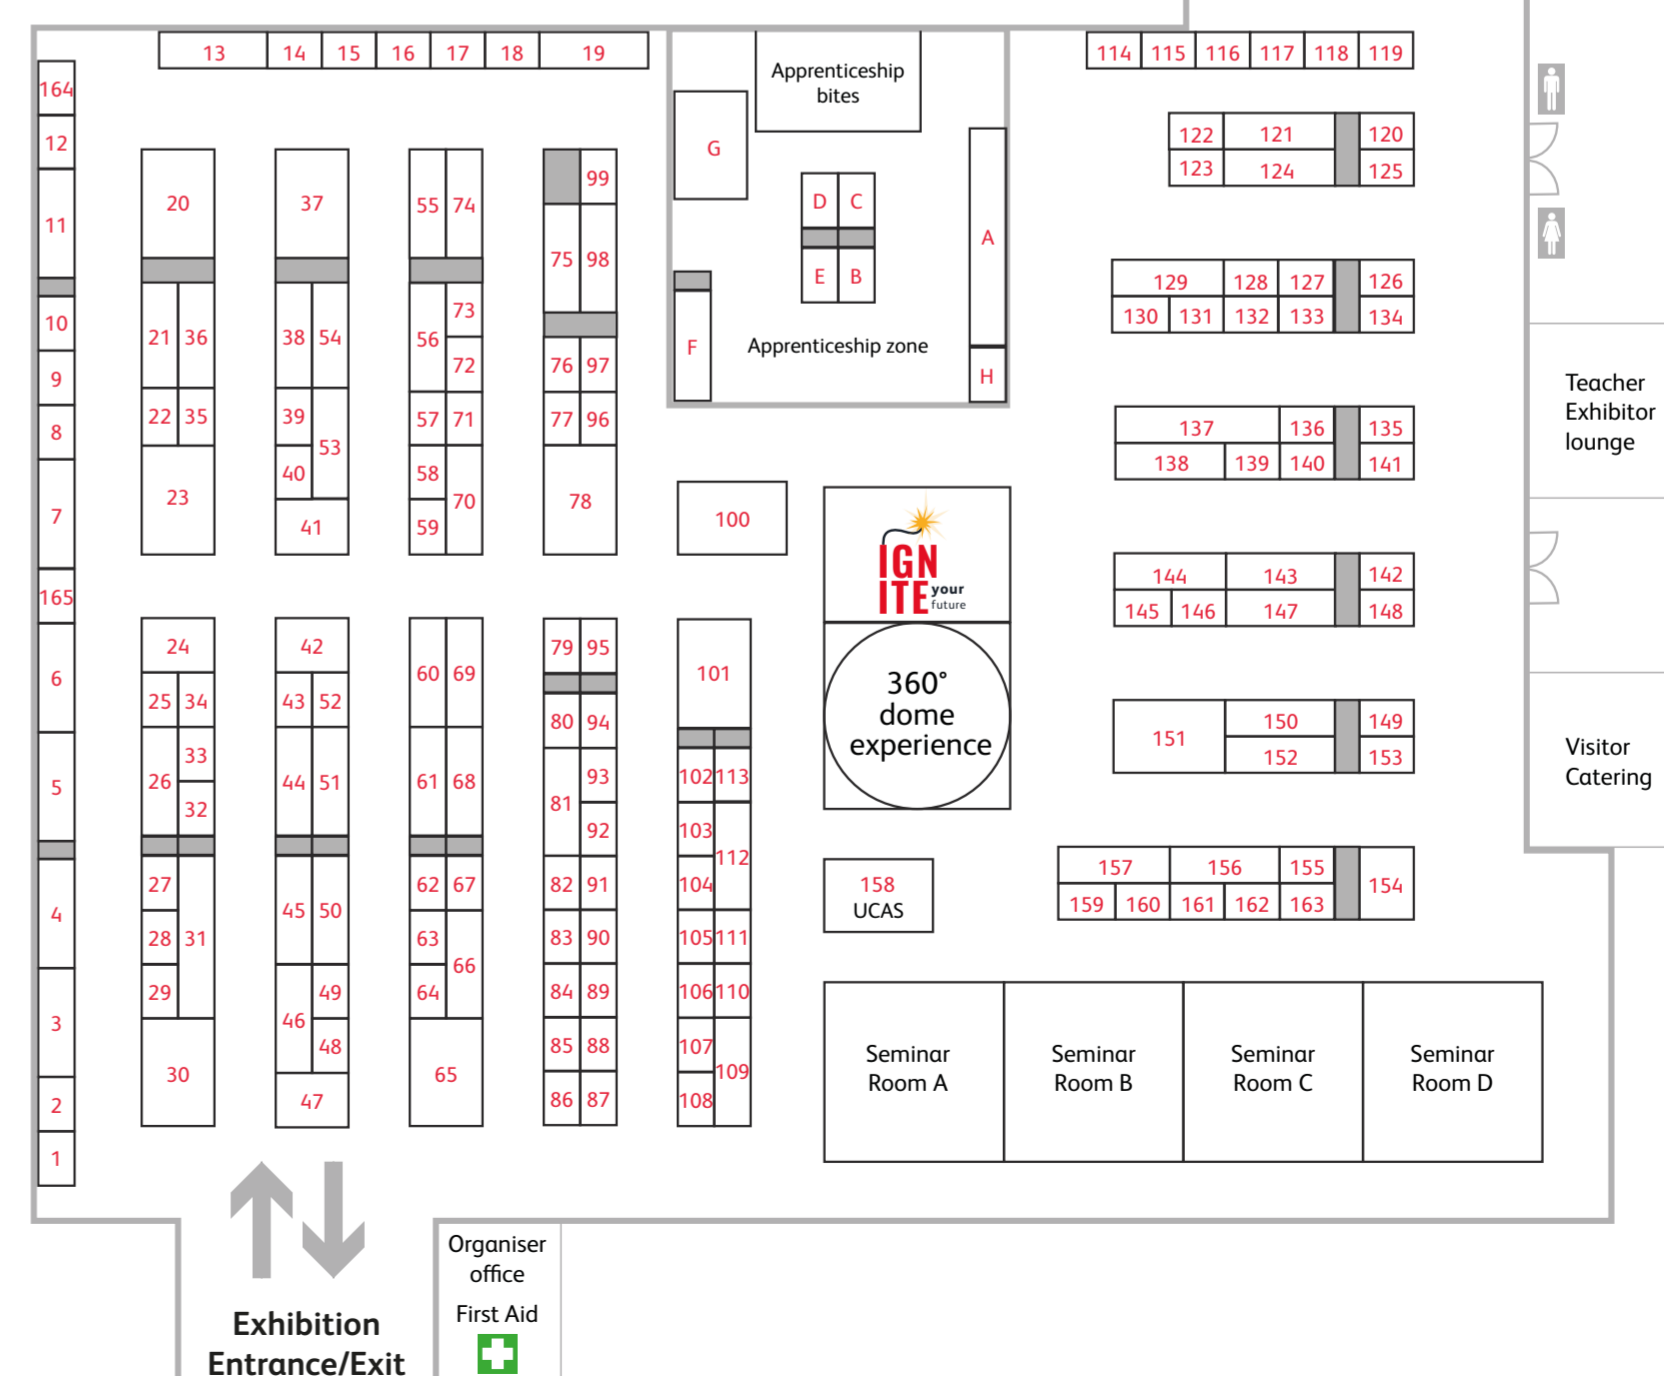 13 14 15 16 17 18 19
114 115 116 117 118 119
Apprenticeship
bites
164
12
11
10
9
8
7
165
6
5
4
3
2
1
20
21 36
22 35
23
37
38 54
39
53
40
41
55 74
73
56
72
57 71
58
70
59
99
75 98
76 97
77 96
78
G
D C
E B
A
F
H
Apprenticeship zone
100
IGN
ITE
your
future
360°
dome
experience
158
UCAS
24
25 34
33
26
32
27
28 31
29
30
42
43 52
44 51
45 50
49
46
48
47
60 69
61 68
62 67
63
66
64
65
79 95
80 94
93
81
92
82 91
83 90
84 89
85 88
86 87
101
102 113
103
112
104
105 111
106 110
107
109
108
122 121 120
123 124 125
129 128 127 126
130 131 132 133 134
137 136 135
138 139 140 141
144 143 142
145 146 147 148
151
150 149
152 153
157 156 155
154
159 160 161 162 163
Teacher
Exhibitor
lounge
Visitor
Catering
Seminar
Room A
Seminar
Room B
Seminar
Room C
Seminar
Room D
Exhibition
Entrance/Exit
Organiser
office
First Aid